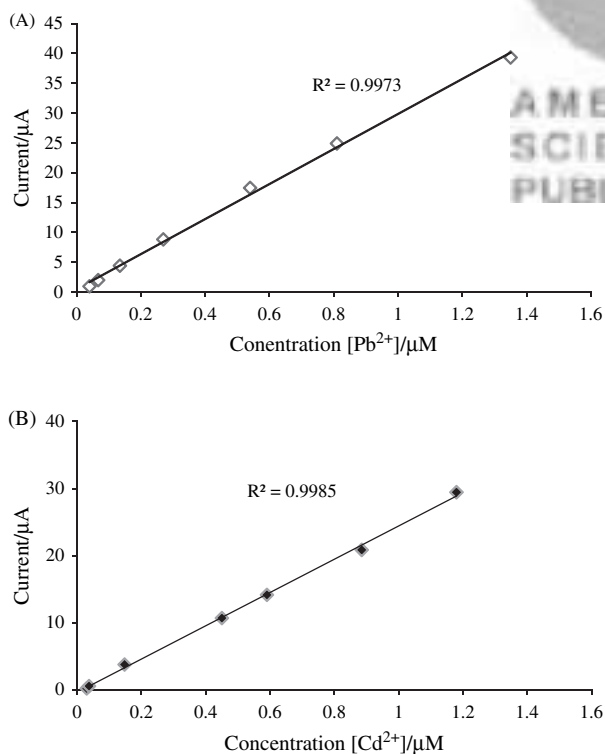 (A)
45
40
35
30
25
20
15
10
5
0
Current/μA
R² = 0.9973
0 0.2 0.4 0.6 0.8 1 1.2 1.4 1.6
Conentration [Pb²⁺]/μM
AME
SCIE
PUBL
(B)
40
30
20
10
0
Current/μA
R² = 0.9985
0 0.2 0.4 0.6 0.8 1 1.2 1.4 1.6
Concentration [Cd²⁺]/μM